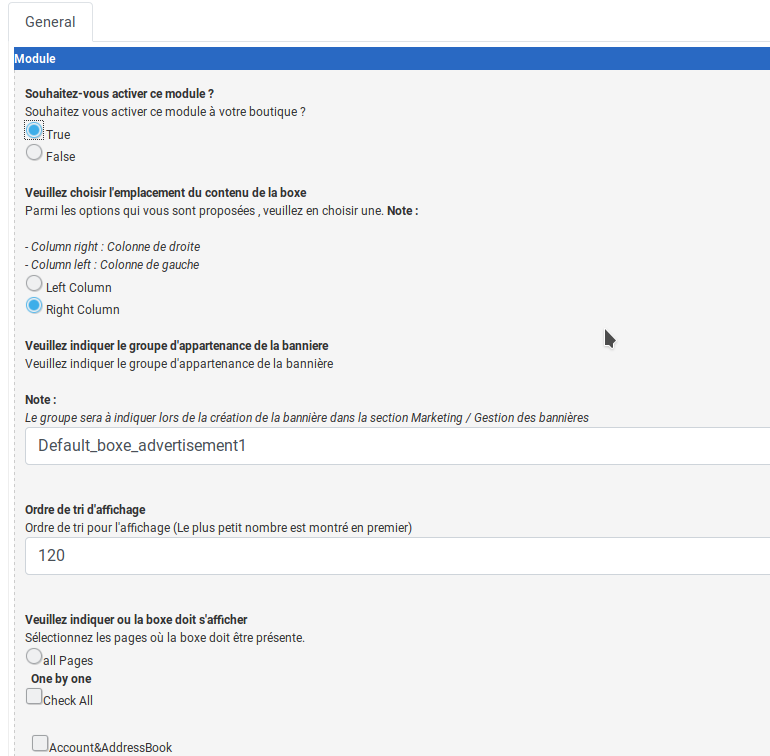 General
Module
Souhaitez-vous activer ce module ?
Souhaitez vous activer ce module à votre boutique ?
True
False
Veuillez choisir l'emplacement du contenu de la boxe
Parmi les options qui vous sont proposées , veuillez en choisir une. Note :
- Column right : Colonne de droite
- Column left : Colonne de gauche
Left Column
Right Column
Veuillez indiquer le groupe d'appartenance de la banniere
Veuillez indiquer le groupe d'appartenance de la bannière
Note :
Le groupe sera à indiquer lors de la création de la bannière dans la section Marketing / Gestion des bannières
Default_boxe_advertisement1
Ordre de tri d'affichage
Ordre de tri pour l'affichage (Le plus petit nombre est montré en premier)
120
Veuillez indiquer ou la boxe doit s'afficher
Sélectionnez les pages où la boxe doit être présente.
all Pages
One by one
Check All
Account&AddressBook